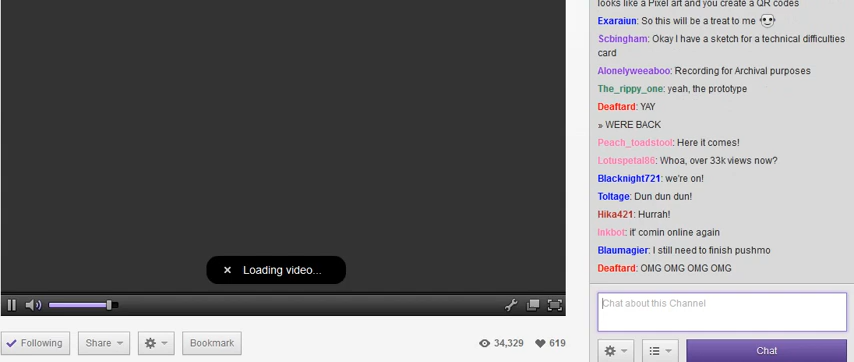 looks like a Pixel art and you create a QR codes
Exaraiun: So this will be a treat to me
Scbingham: Okay I have a sketch for a technical difficulties
card
Alonelyweeaboo: Recording for Archival purposes
The_rippy_one: yeah, the prototype
Deaftard: YAY
» WERE BACK
Peach_toadstool: Here it comes!
Lotuspetal86: Whoa, over 33k views now?
Blacknight721: we're on!
Toltage: Dun dun dun!
Hika421: Hurrah!
Inkbot: it' comin online again
Blaumagier: I still need to finish pushmo
Deaftard: OMG OMG OMG OMG
× Loading video...
Chat about this Channel
Following Share Bookmark 34,329 619
Chat